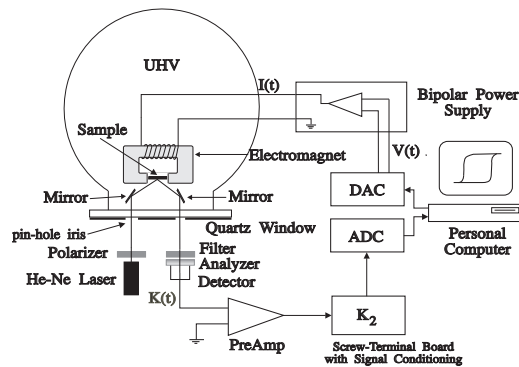 UHV
I(t)
Bipolar Power
Supply
Sample
Electromagnet
V(t)
Mirror
Mirror
DAC
pin-hole iris
Quartz Window
ADC
Personal
Computer
Polarizer
Filter
Analyzer
He-Ne Laser
Detector
K(t)
K2
PreAmp
Screw-Terminal Board
with Signal Conditioning